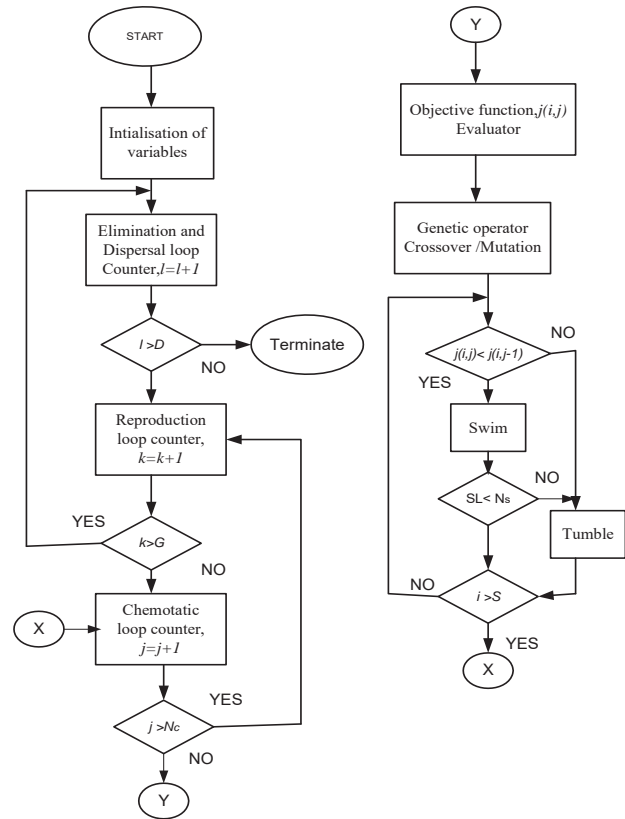 START
Intialisation of
variables
Elimination and
Dispersal loop
Counter,l=l+1
l >D
NO
Terminate
Reproduction
loop counter,
k=k+1
YES
k>G
NO
X
Chemotatic
loop counter,
j=j+1
YES
j >Nc
NO
Y
Y
Objective function,j(i,j)
Evaluator
Genetic operator
Crossover /Mutation
NO
j(i,j)< j(i,j-1)
YES
Swim
NO
SL< Ns
Tumble
NO
i >S
YES
X